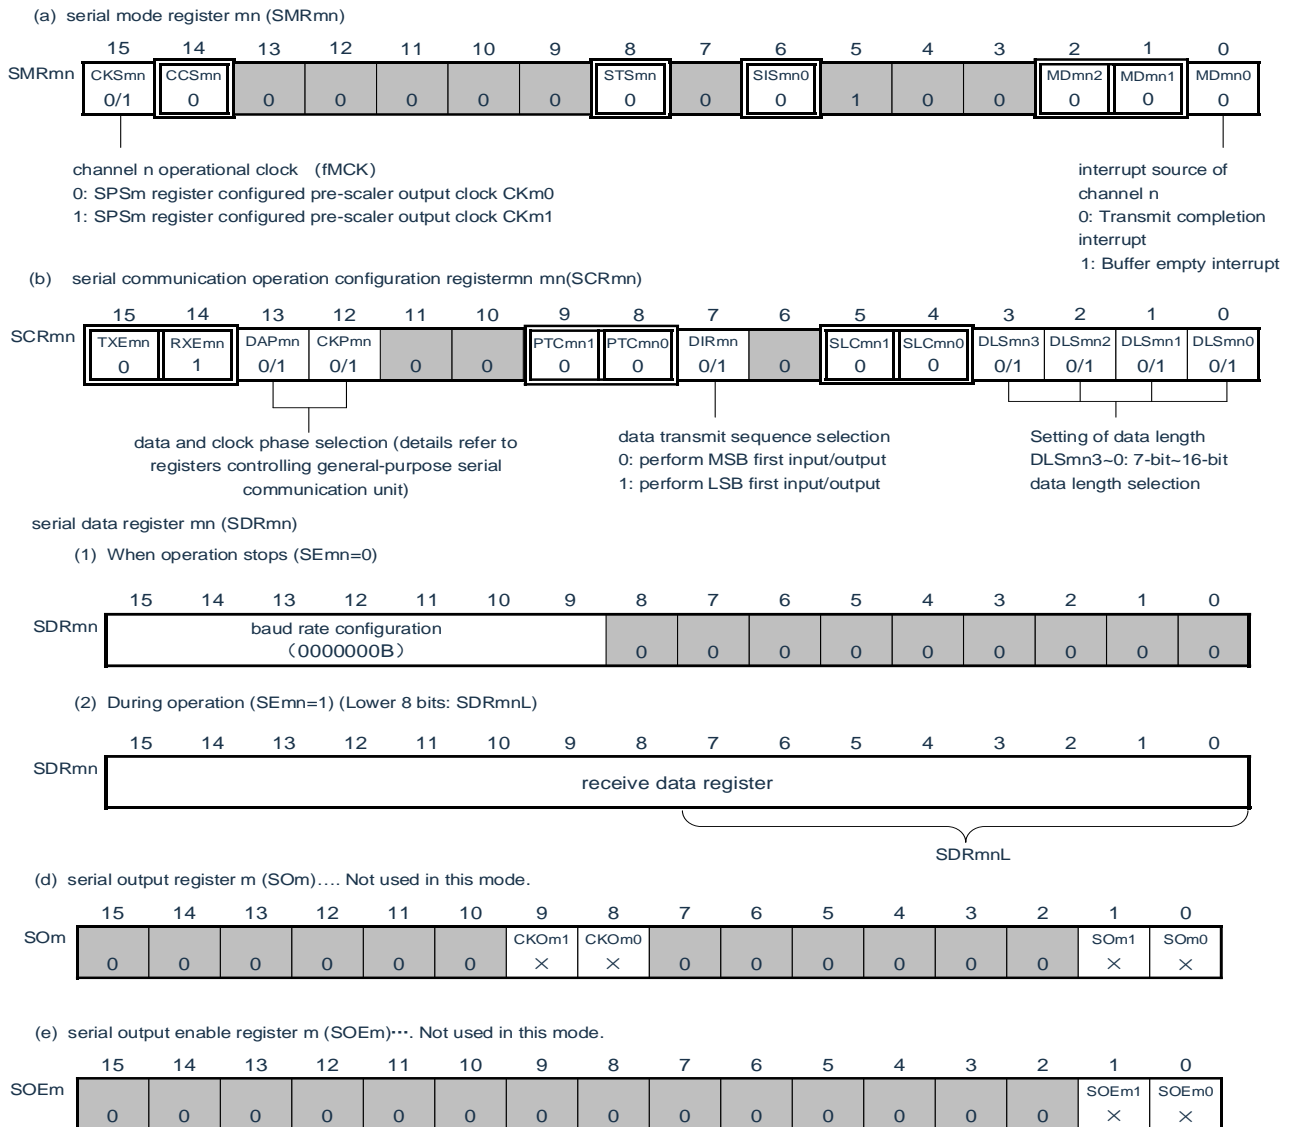 (a) serial mode register mn (SMRmn)
15 14 13 12 11 10 9 8 7 6 5 4 3 2 1 0
SMRmn CKSmn CCSmn STSmn SISmn0 MDmn2 MDmn1 MDmn0
0/1 0 0 0 0 0 0 0 0 0 1 0 0 0 0 0
channel n operational clock （fMCK)
0: SPSm register configured pre-scaler output clock CKm0
1: SPSm register configured pre-scaler output clock CKm1
interrupt source of
channel n
0: Transmit completion
interrupt
1: Buffer empty interrupt
(b) serial communication operation configuration registermn mn(SCRmn)
15 14 13 12 11 10 9 8 7 6 5 4 3 2 1 0
SCRmn TXEmn RXEmn DAPmn CKPmn PTCmn1 PTCmn0 DIRmn SLCmn1 SLCmn0 DLSmn3 DLSmn2 DLSmn1 DLSmn0
0 1 0/1 0/1 0 0 0 0 0/1 0 0 0 0/1 0/1 0/1 0/1
data and clock phase selection (details refer to
registers controlling general-purpose serial
communication unit)
data transmit sequence selection
0: perform MSB first input/output
1: perform LSB first input/output
Setting of data length
DLSmn3~0: 7-bit~16-bit
data length selection
serial data register mn (SDRmn)
(1) When operation stops (SEmn=0)
15 14 13 12 11 10 9 8 7 6 5 4 3 2 1 0
SDRmn baud rate configuration
（0000000B） 0 0 0 0 0 0 0 0 0
(2) During operation (SEmn=1) (Lower 8 bits: SDRmnL)
15 14 13 12 11 10 9 8 7 6 5 4 3 2 1 0
SDRmn receive data register
SDRmnL
(d) serial output register m (SOm)…. Not used in this mode.
15 14 13 12 11 10 9 8 7 6 5 4 3 2 1 0
SOm CKOm1 CKOm0 SOm1 SOm0
0 0 0 0 0 0 × × 0 0 0 0 0 0 × ×
(e) serial output enable register m (SOEm)···. Not used in this mode.
15 14 13 12 11 10 9 8 7 6 5 4 3 2 1 0
SOEm SOEm1 SOEm0
0 0 0 0 0 0 0 0 0 0 0 0 0 0 × ×